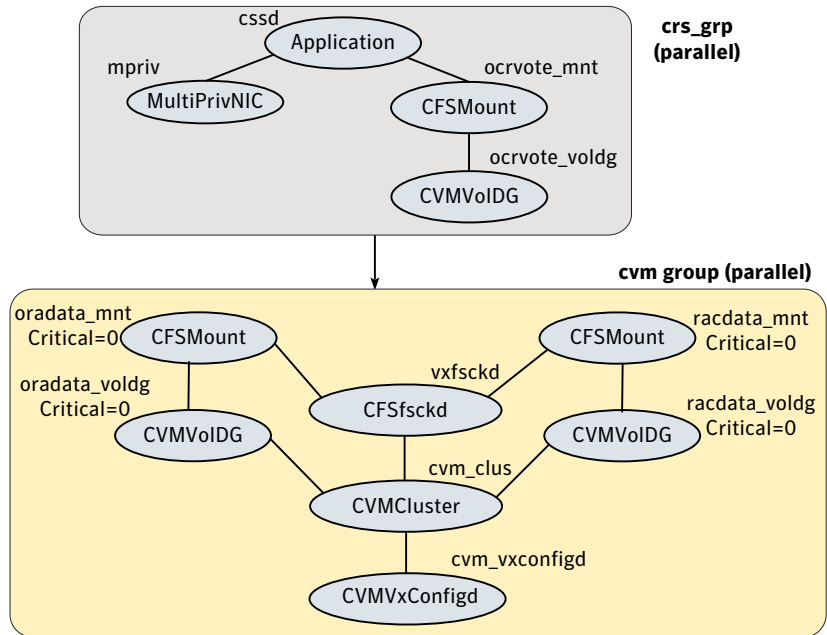 cssd
Application
crs_grp
(parallel)
mpriv
MultiPrivNIC
ocrvote_mnt
CFSMount
ocrvote_voldg
CVMVolDG
cvm group (parallel)
oradata_mnt
Critical=0
CFSMount
CFSMount
racdata_mnt
Critical=0
oradata_voldg
Critical=0
vxfsckd
CFSfsckd
racdata_voldg
Critical=0
CVMVolDG
CVMVolDG
cvm_clus
CVMCluster
cvm_vxconfigd
CVMVxConfigd